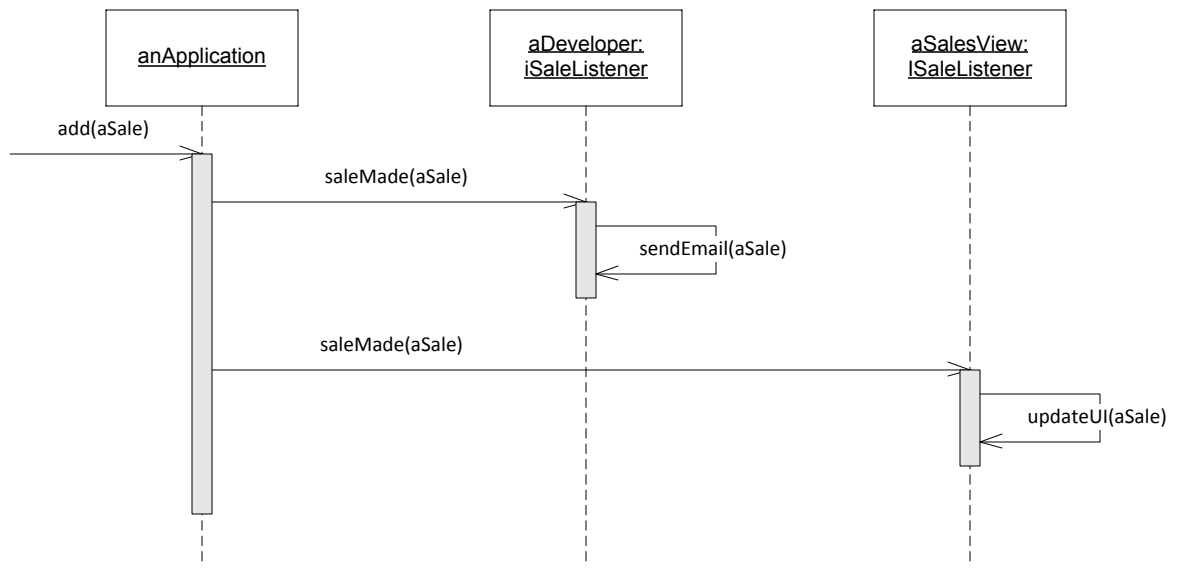 anApplication
aDeveloper:
iSaleListener
aSalesView:
ISaleListener
add(aSale)
saleMade(aSale)
sendEmail(aSale)
saleMade(aSale)
updateUI(aSale)